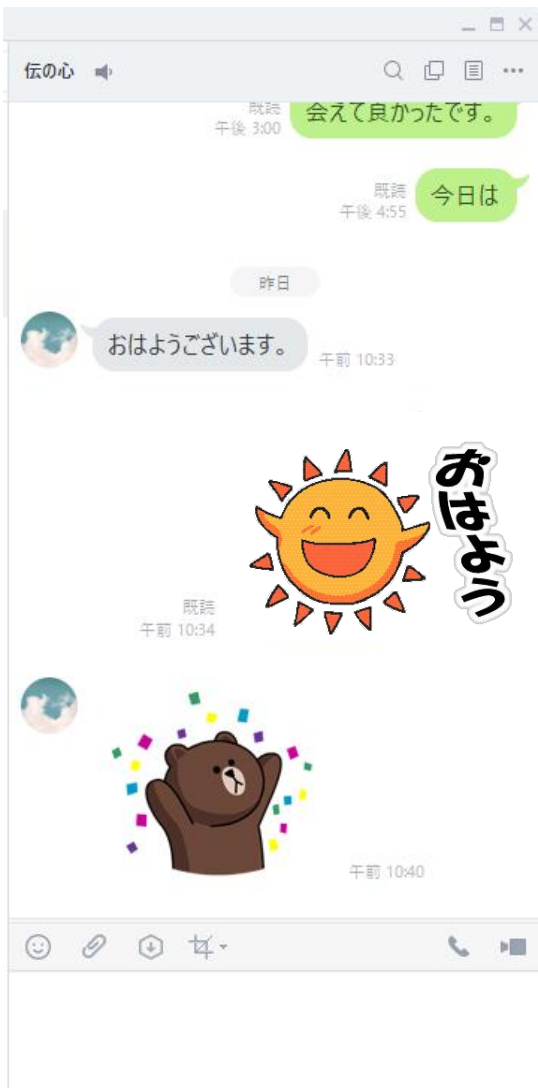 伝の心
既読
午後 3:00
会えて良かったです。
既読
午後 4:55
今日は
昨日
おはようございます。
午前 10:33
おはよう
既読
午前 10:34
午前 10:40